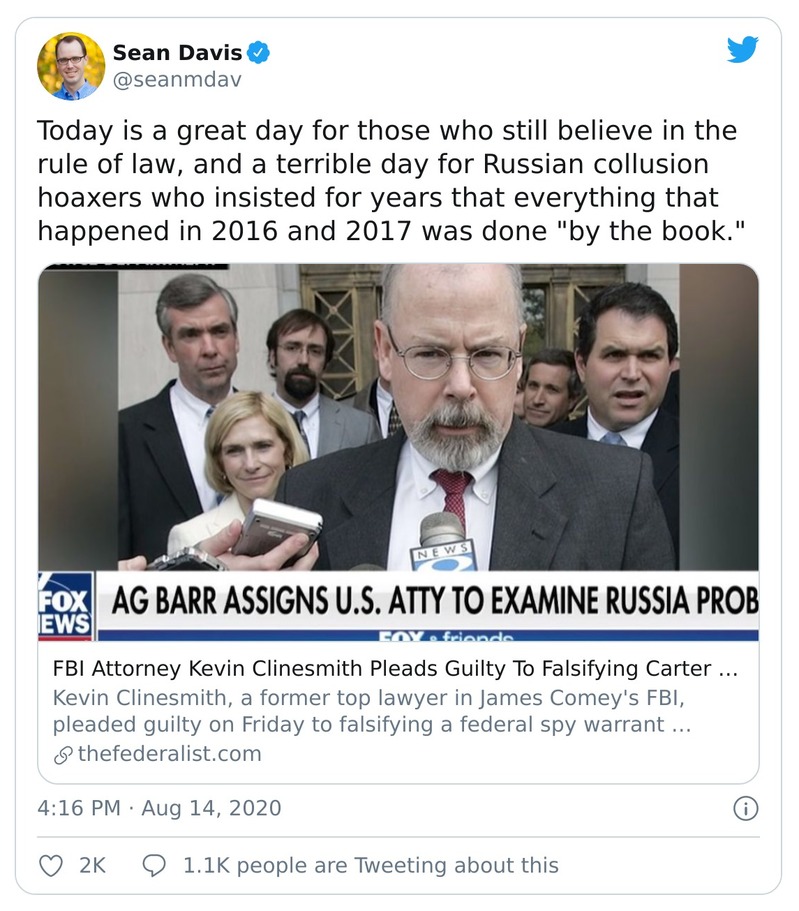 Sean Davis
@seanmdav
Today is a great day for those who still believe in the
rule of law, and a terrible day for Russian collusion
hoaxers who insisted for years that everything that
happened in 2016 and 2017 was done "by the book."
NEWS
FOX
EWS
AG BARR ASSIGNS U.S. ATTY TO EXAMINE RUSSIA PROB
FOX & friends
FBI Attorney Kevin Clinesmith Pleads Guilty To Falsifying Carter ...
Kevin Clinesmith, a former top lawyer in James Comey's FBI,
pleaded guilty on Friday to falsifying a federal spy warrant ...
thefederalist.com
4:16 PM · Aug 14, 2020
2K
1.1K people are Tweeting about this